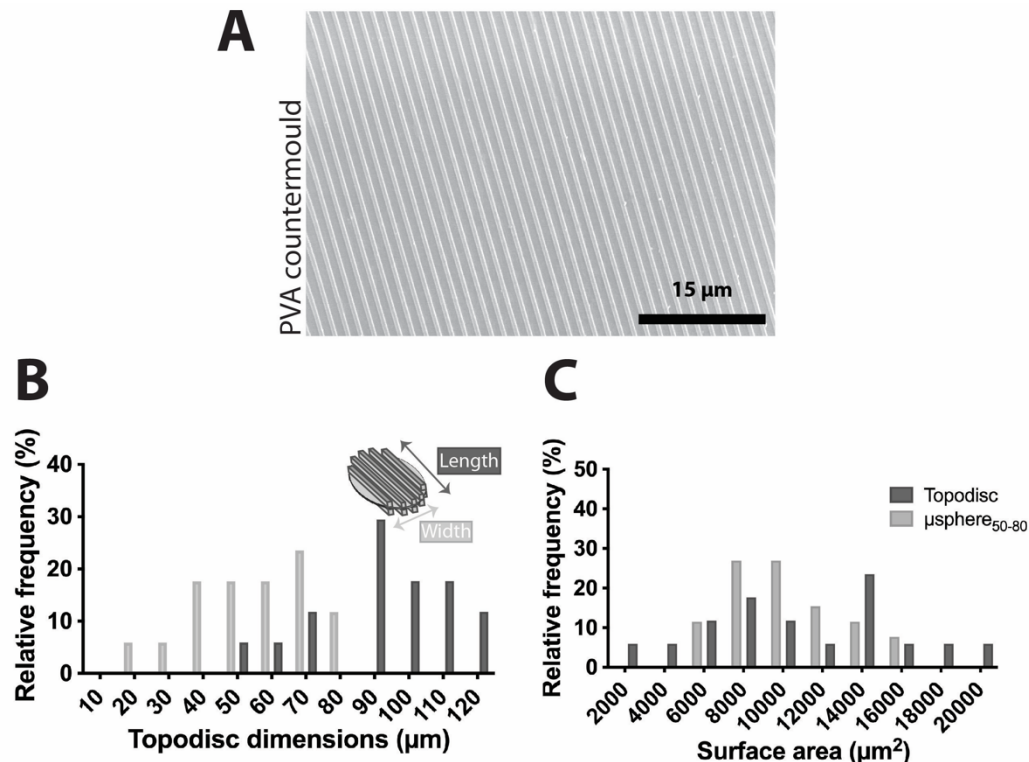 A
PVA countermould
15 µm
B
Relative frequency (%)
40
30
20
10
0
Length
Width
10 20 30 40 50 60 70 80 90 100 110 120
Topodisc dimensions (µm)
C
Relative frequency (%)
50
40
30
20
10
0
Topodisc
µsphere50-80
2000 4000 6000 8000 10000 12000 14000 16000 18000 20000
Surface area (µm²)